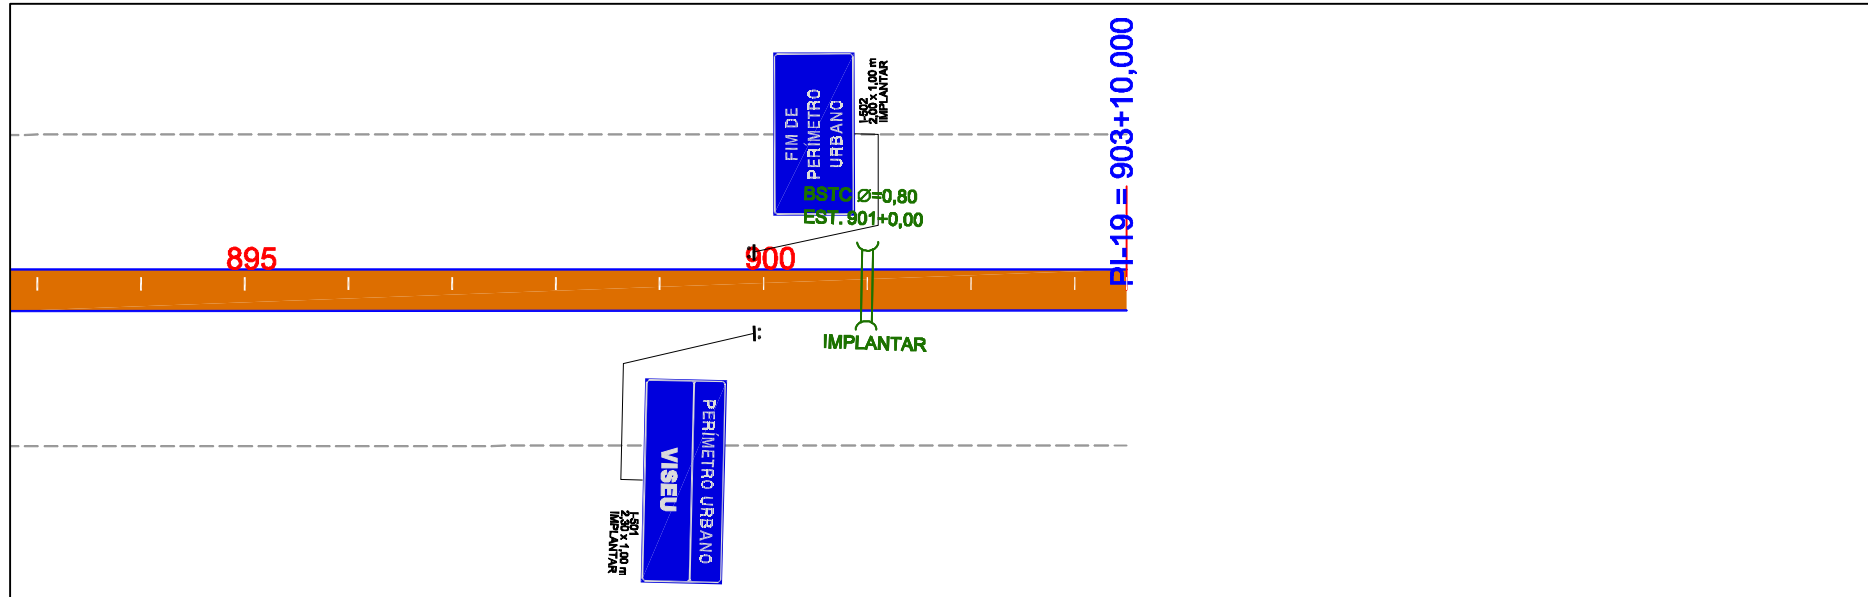 FIM DE
PERÍMETRO
URBANO
I-502
2,00 x 1,00 m
IMPLANTAR
PI-19 = 903+10,000
BSTC Ø=0,80
EST. 901+0,00
895
900
IMPLANTAR
PERÍMETRO URBANO
VISEU
I-501
2,30 x 1,00 m
IMPLANTAR